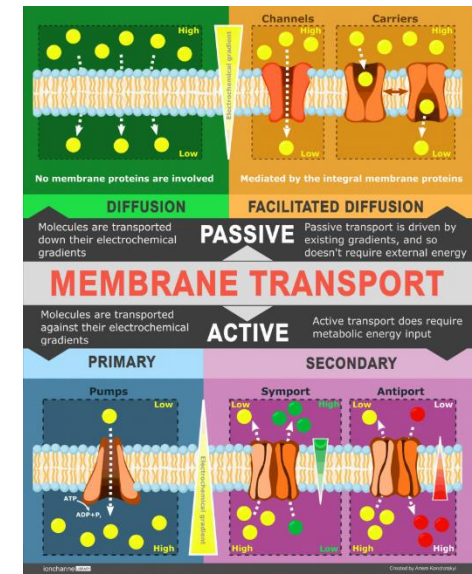 Channels
Carriers
High
High
High
Electrochemical gradient
Low
Low
Low
No membrane proteins are involved
Mediated by the integral membrane proteins
DIFFUSION
FACILITATED DIFFUSION
Molecules are transported
down their electrochemical
gradients
PASSIVE
Passive transport is driven by
existing gradients, and so
doesn't require external energy
MEMBRANE TRANSPORT
Molecules are transported
against their electrochemical
gradients
ACTIVE
Active transport does require
metabolic energy input
PRIMARY
SECONDARY
Pumps
Symport
Antiport
Low
Low
High
Low
Low
Electrochemical gradient
ATP
ADP+Pi
High
High
Low
High
High
Created by Artem Kondratskyi